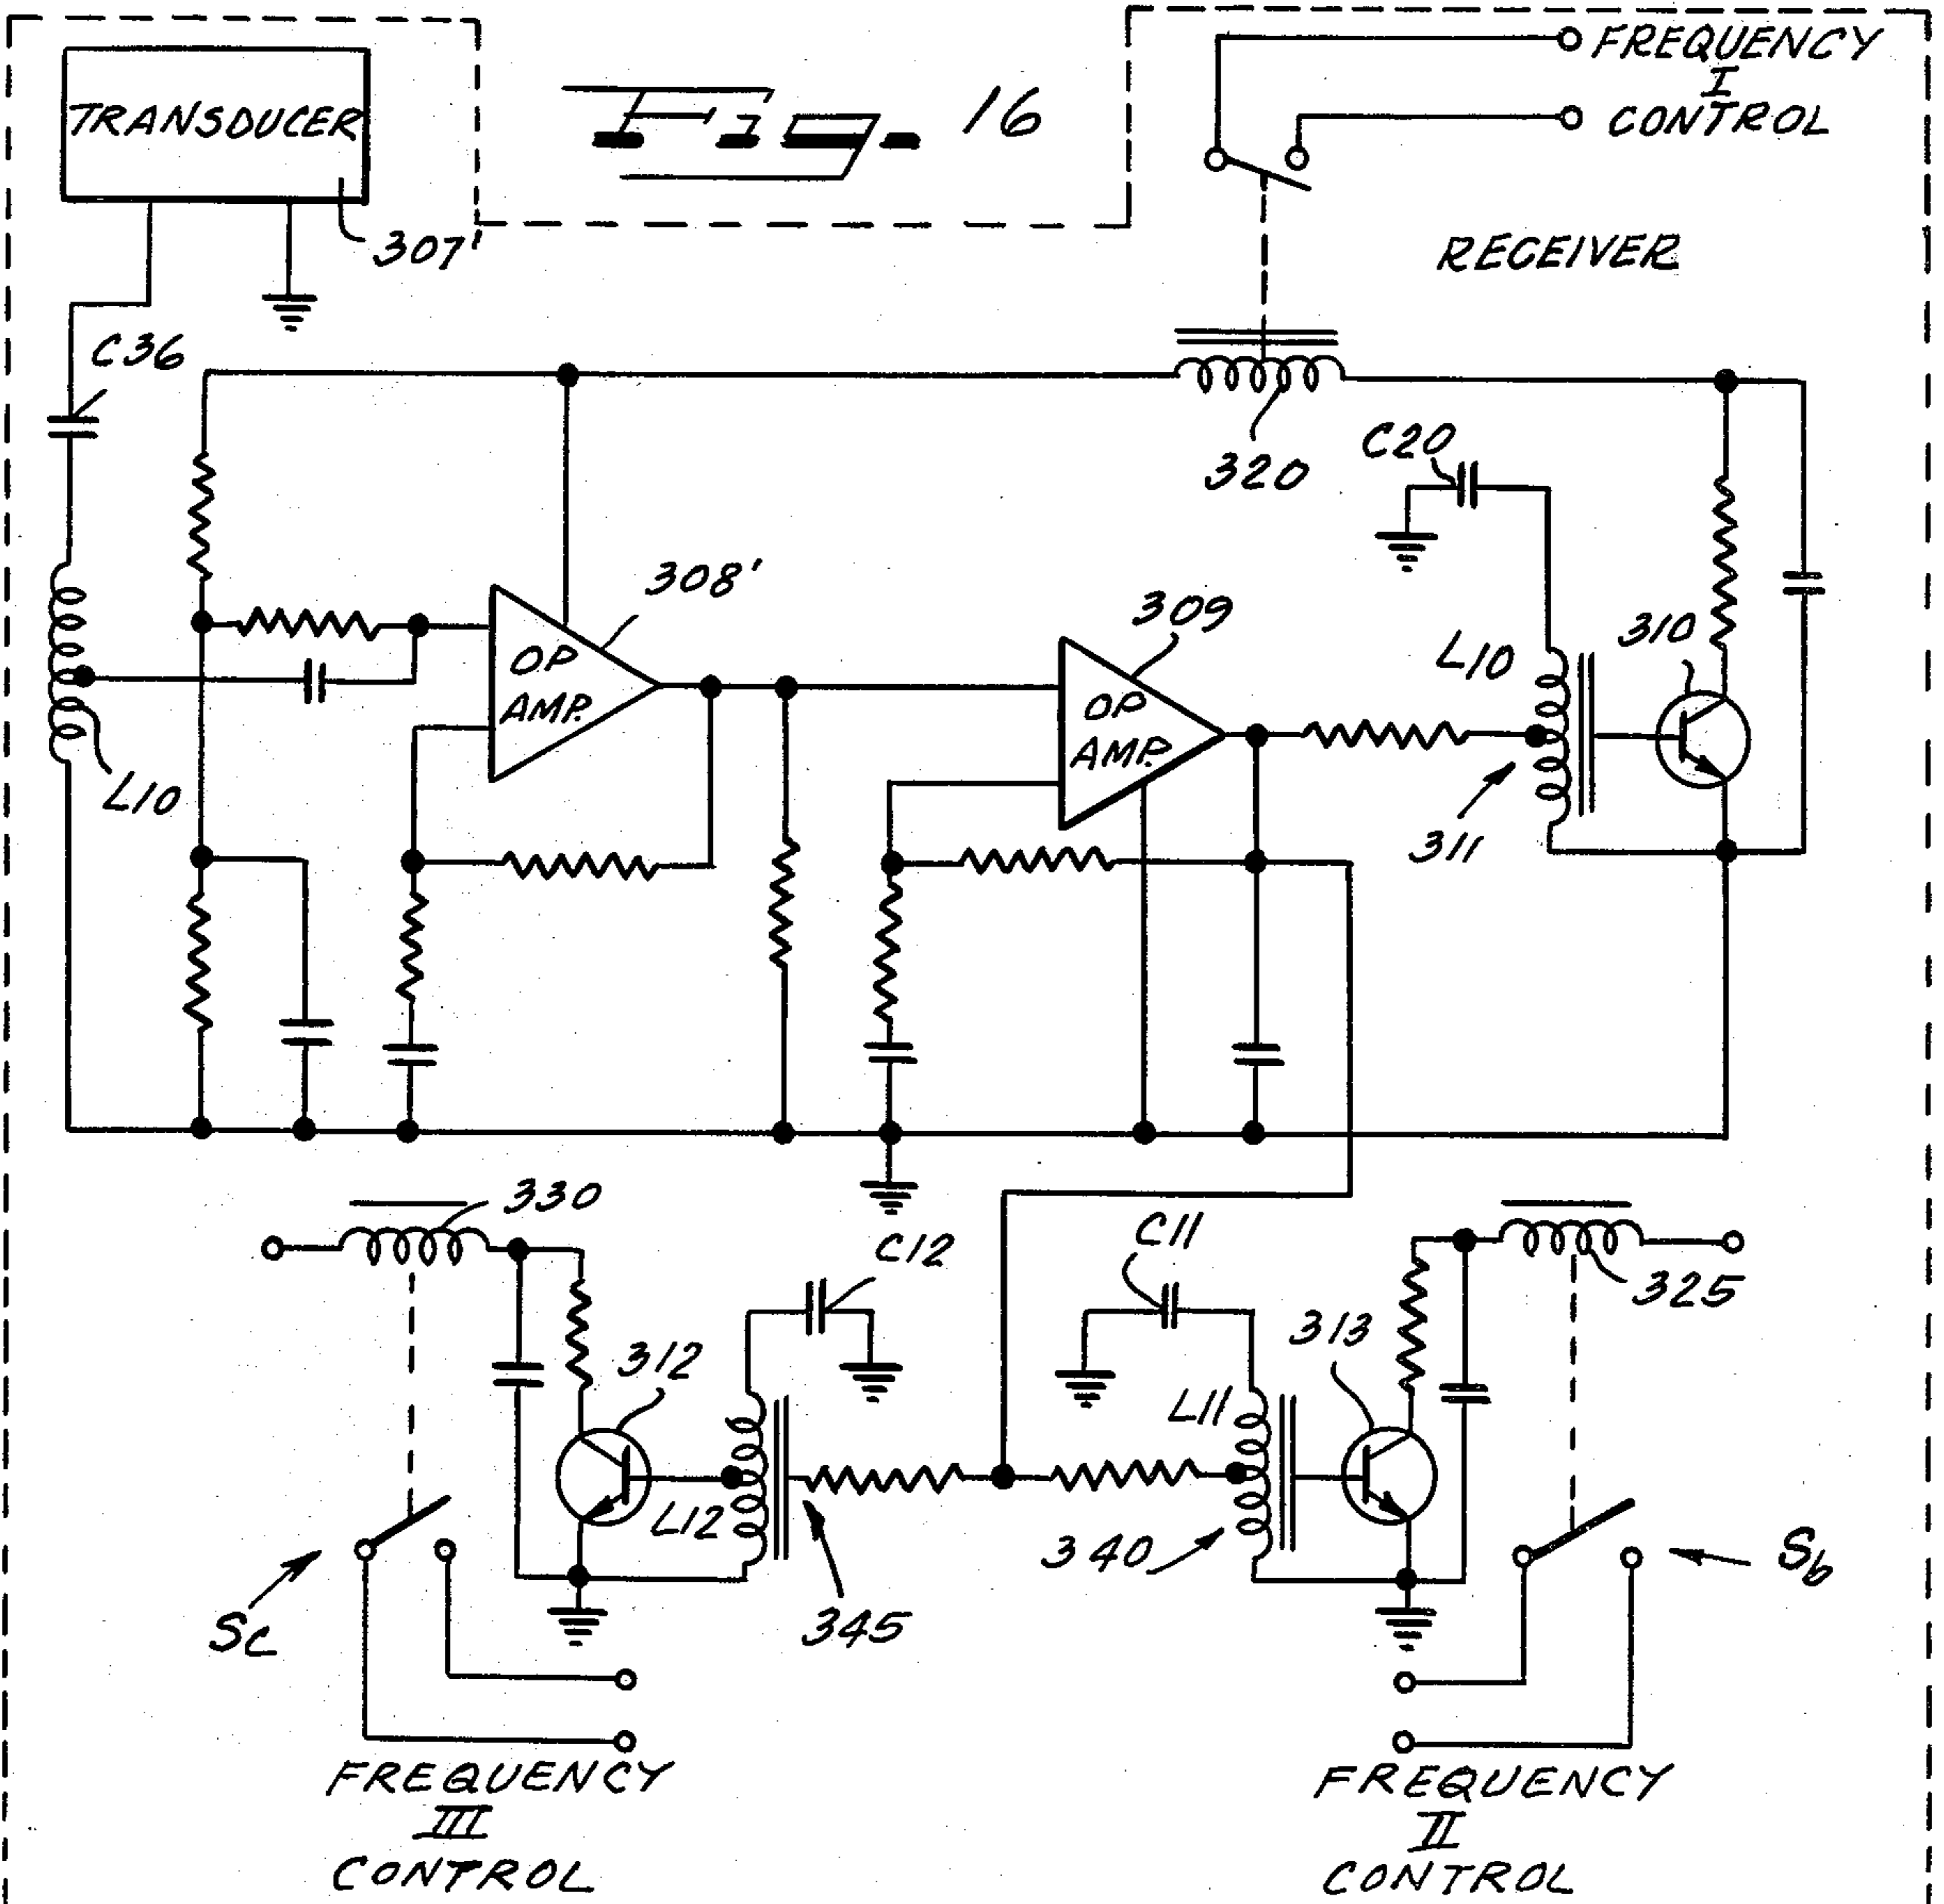 TRANSDUCER
Fig. 16
FREQUENCY
I
CONTROL
307'
RECEIVER
C36
C20
320
308'
309
310
OP
AMP.
OP
AMP.
L10
L10
311
330
C12
C11
325
312
313
L11
L12
340
345
Sc
Sb
FREQUENCY
III
CONTROL
FREQUENCY
II
CONTROL